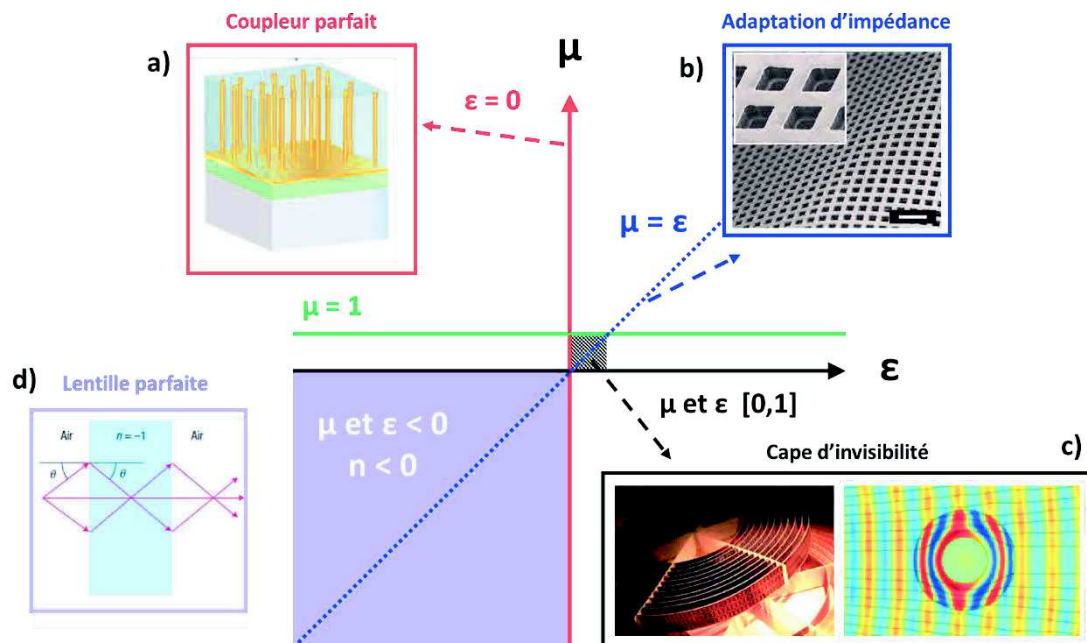 Coupleur parfait
a)
ε = 0
μ
Adaptation d'impédance
b)
μ = ε
μ = 1
ε
d)
Lentille parfaite
Air
n = –1
Air
θ
θ
μ et ε < 0
n < 0
μ et ε [0,1]
Cape d'invisibilité
c)